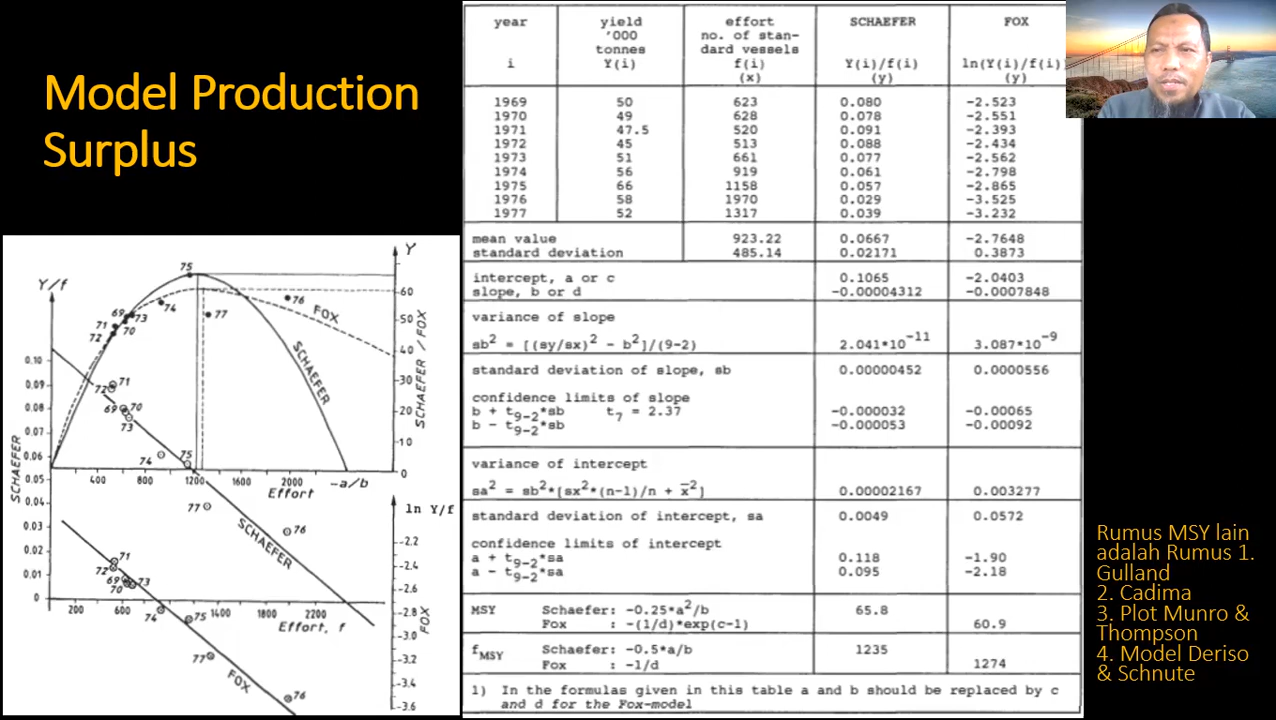 Model Production
Surplus
year yield effort SCHAEFER FOX
'000 no. of stan-
tonnes dard vessels
i Y(i) f(i) Y(i)/f(i) ln(Y(i)/f(i)
(x) (y) (y)
1969 50 623 0.080 -2.523
1970 49 628 0.078 -2.551
1971 47.5 520 0.091 -2.393
1972 45 513 0.088 -2.434
1973 51 661 0.077 -2.562
1974 56 919 0.061 -2.798
1975 66 1158 0.057 -2.865
1976 58 1970 0.029 -3.525
1977 52 1317 0.039 -3.232
mean value 923.22 0.0667 -2.7648
standard deviation 485.14 0.02171 0.3873
intercept, a or c 0.1065 -2.0403
slope, b or d -0.00004312 -0.0007848
variance of slope
sb² = [(sy/sx)² - b²]/(9-2) 2.041*10⁻¹¹ 3.087*10⁻⁹
standard deviation of slope, sb 0.00000452 0.0000556
confidence limits of slope
b + t9-2*sb t7 = 2.37 -0.000032 -0.00065
b - t9-2*sb -0.000053 -0.00092
variance of intercept
sa² = sb²*[sx²*(n-1)/n + x̄²] 0.00002167 0.003277
standard deviation of intercept, sa 0.0049 0.0572
confidence limits of intercept
a + t9-2*sa 0.118 -1.90
a - t9-2*sa 0.095 -2.18
MSY Schaefer: -0.25*a²/b 65.8
Fox : -(1/d)*exp(c-1) 60.9
fMSY Schaefer: -0.5*a/b 1235
Fox : -1/d 1274
1) In the formulas given in this table a and b should be replaced by c
and d for the Fox-model
Y/f
Y
75
76
74
77
69
73
71
70
72
FOX
SCHAEFER
60
50
40
30
20
10
0
SCHAEFER / FOX
0.10
0.09
0.08
0.07
0.06
0.05
0.04
0.03
0.02
0.01
0
SCHAEFER
71
72
69 70
73
74 75
77
76
SCHAEFER
400 800 1200 1600 2000 -a/b
Effort
ln Y/f
-2.2
-2.4
-2.6
-2.8
-3.0
-3.2
-3.4
-3.6
FOX
71
72
69 73
70
74 75
77
76
FOX
200 600 1400 1800 2200
Effort, f
Rumus MSY lain
adalah Rumus 1.
Gulland
2. Cadima
3. Plot Munro &
Thompson
4. Model Deriso
& Schnute